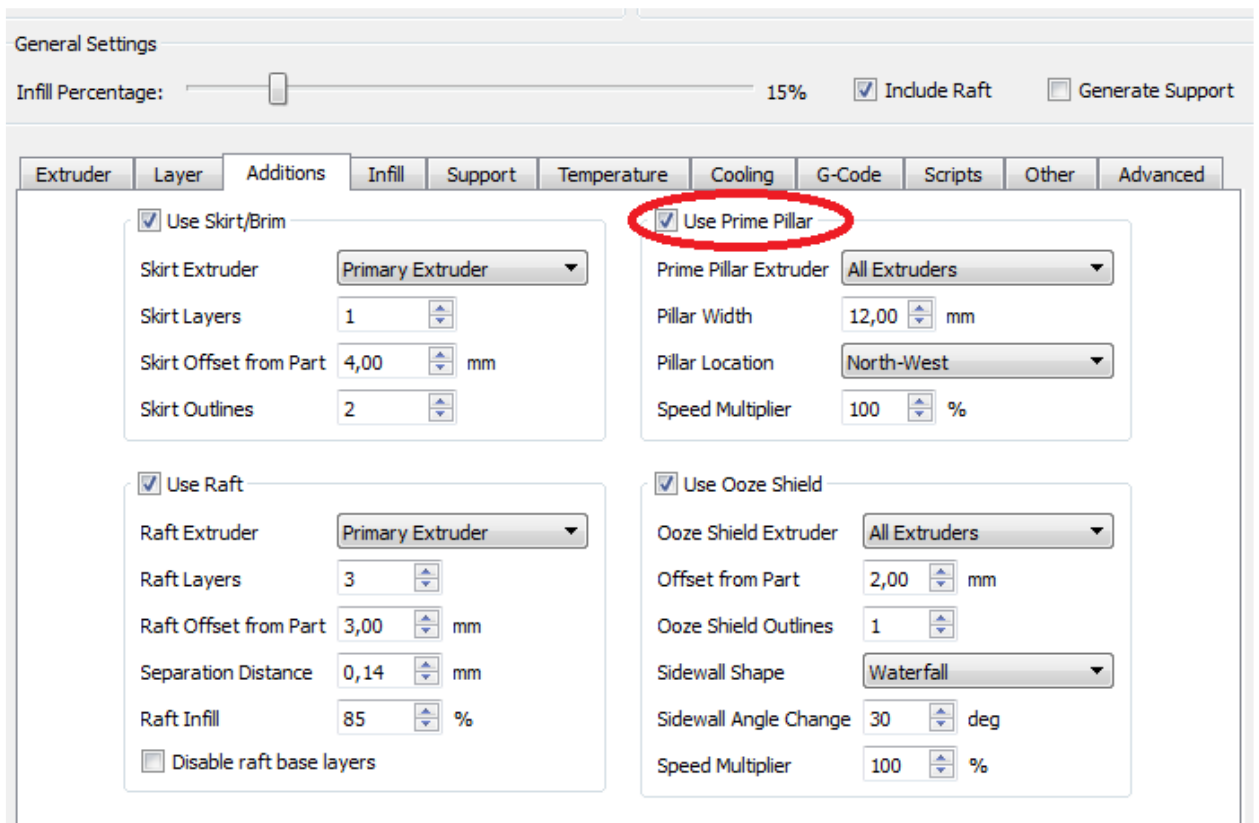 General Settings
Infill Percentage: 15% Include Raft Generate Support
Extruder Layer Additions Infill Support Temperature Cooling G-Code Scripts Other Advanced
Use Skirt/Brim
Skirt Extruder Primary Extruder
Skirt Layers 1
Skirt Offset from Part 4,00 mm
Skirt Outlines 2
Use Prime Pillar
Prime Pillar Extruder All Extruders
Pillar Width 12,00 mm
Pillar Location North-West
Speed Multiplier 100 %
Use Raft
Raft Extruder Primary Extruder
Raft Layers 3
Raft Offset from Part 3,00 mm
Separation Distance 0,14 mm
Raft Infill 85 %
Disable raft base layers
Use Ooze Shield
Ooze Shield Extruder All Extruders
Offset from Part 2,00 mm
Ooze Shield Outlines 1
Sidewall Shape Waterfall
Sidewall Angle Change 30 deg
Speed Multiplier 100 %